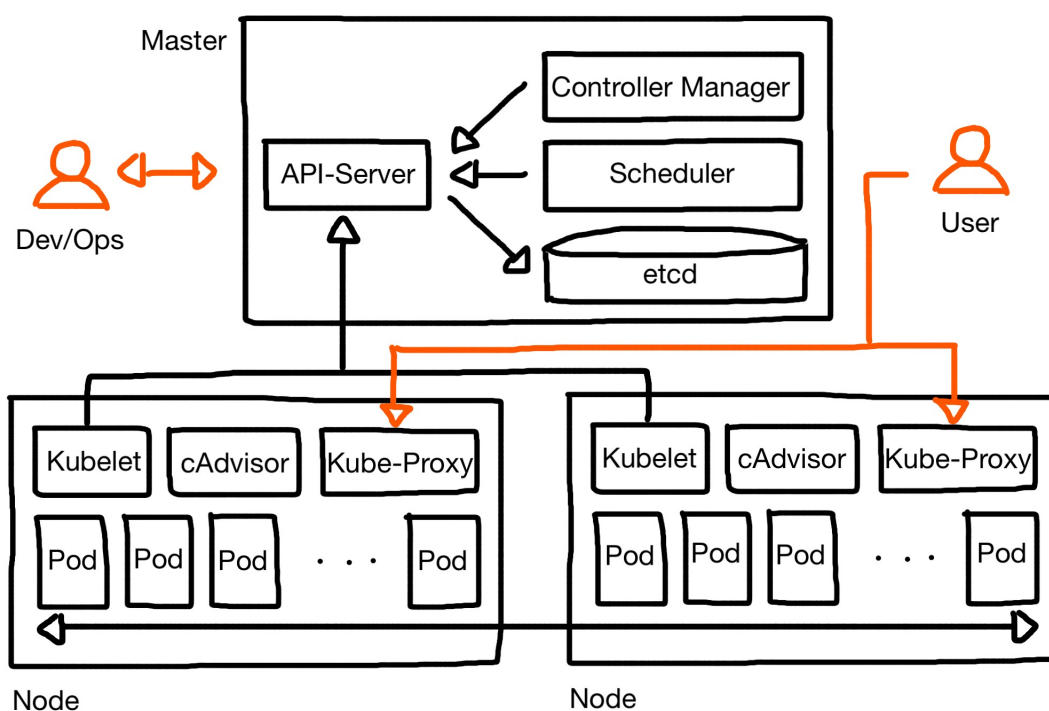 Master
Controller Manager
API-Server
Scheduler
Dev/Ops
User
etcd
Kubelet
cAdvisor
Kube-Proxy
Pod
Pod
Pod
. . .
Pod
Node
Kubelet
cAdvisor
Kube-Proxy
Pod
Pod
Pod
. . .
Pod
Node